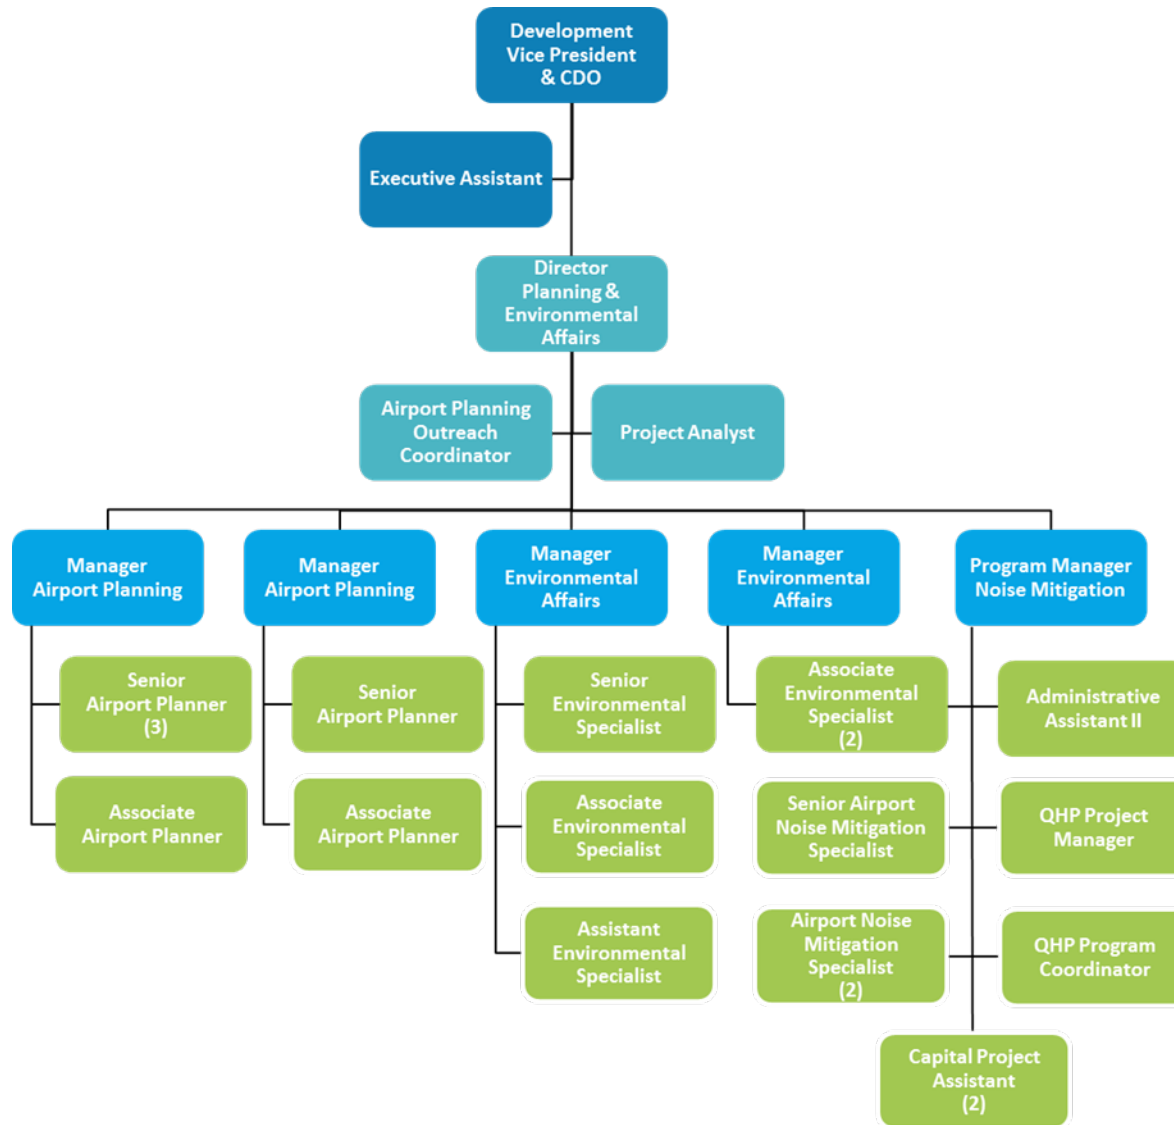 Development
Vice President
& CDO
Executive Assistant
Director
Planning &
Environmental
Affairs
Airport Planning
Outreach
Coordinator
Project Analyst
Manager
Airport Planning
Manager
Airport Planning
Manager
Environmental
Affairs
Manager
Environmental
Affairs
Program Manager
Noise Mitigation
Senior
Airport Planner
(3)
Senior
Airport Planner
Senior
Environmental
Specialist
Associate
Environmental
Specialist
(2)
Administrative
Assistant II
Associate
Airport Planner
Associate
Airport Planner
Associate
Environmental
Specialist
Senior Airport
Noise Mitigation
Specialist
QHP Project
Manager
Assistant
Environmental
Specialist
Airport Noise
Mitigation
Specialist
(2)
QHP Program
Coordinator
Capital Project
Assistant
(2)